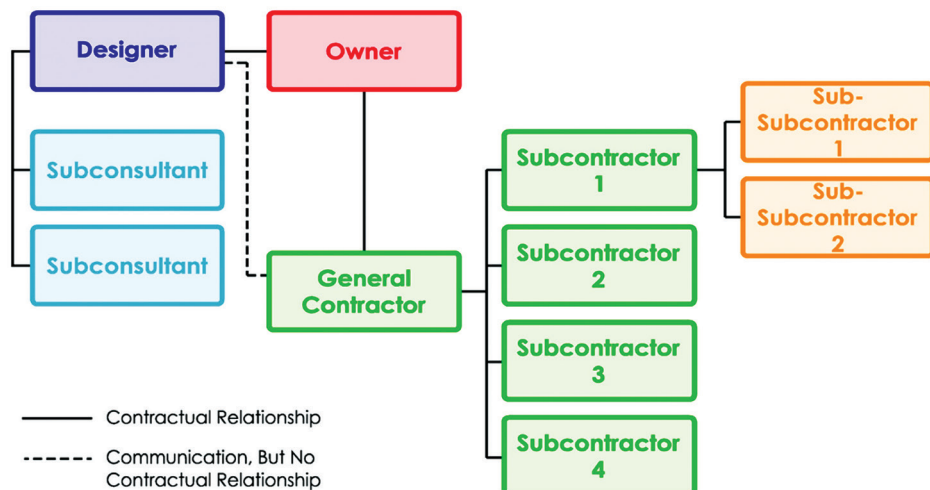 Designer
Owner
Subconsultant
Subconsultant
General
Contractor
Subcontractor
1
Subcontractor
2
Subcontractor
3
Subcontractor
4
Sub-
Subcontractor
1
Sub-
Subcontractor
2
Contractual Relationship
Communication, But No
Contractual Relationship